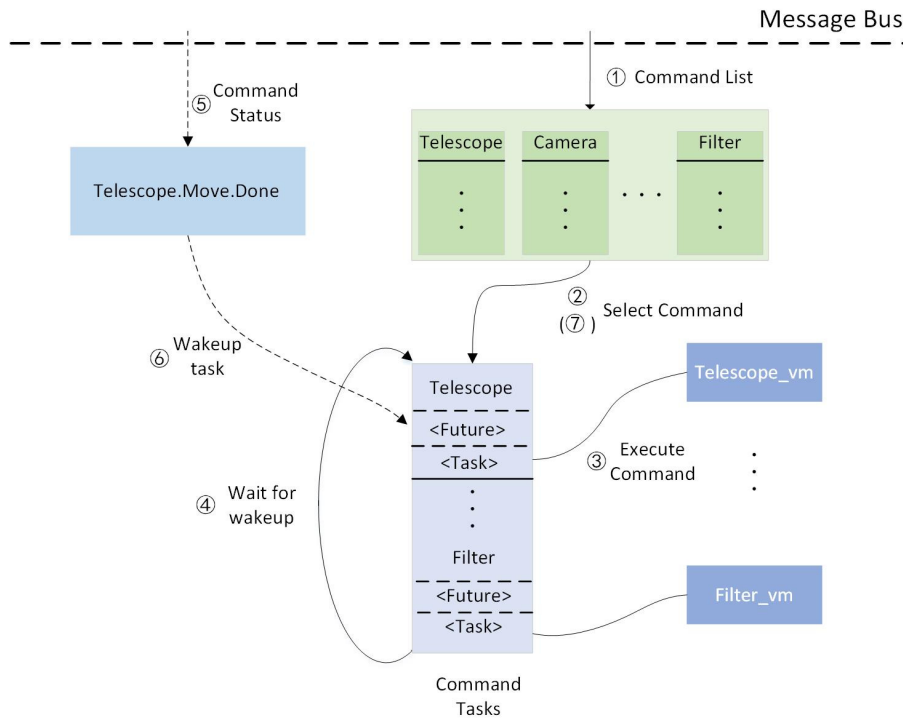 Message Bus
① Command List
⑤ Command
Status
Telescope Camera Filter
. . .
Telescope.Move.Done
②
(⑦)
Select Command
⑥ Wakeup
task
Telescope
<Future>
<Task>
Telescope_vm
③ Execute
Command
④ Wait for
wakeup
Filter
<Future>
<Task>
Filter_vm
Command
Tasks